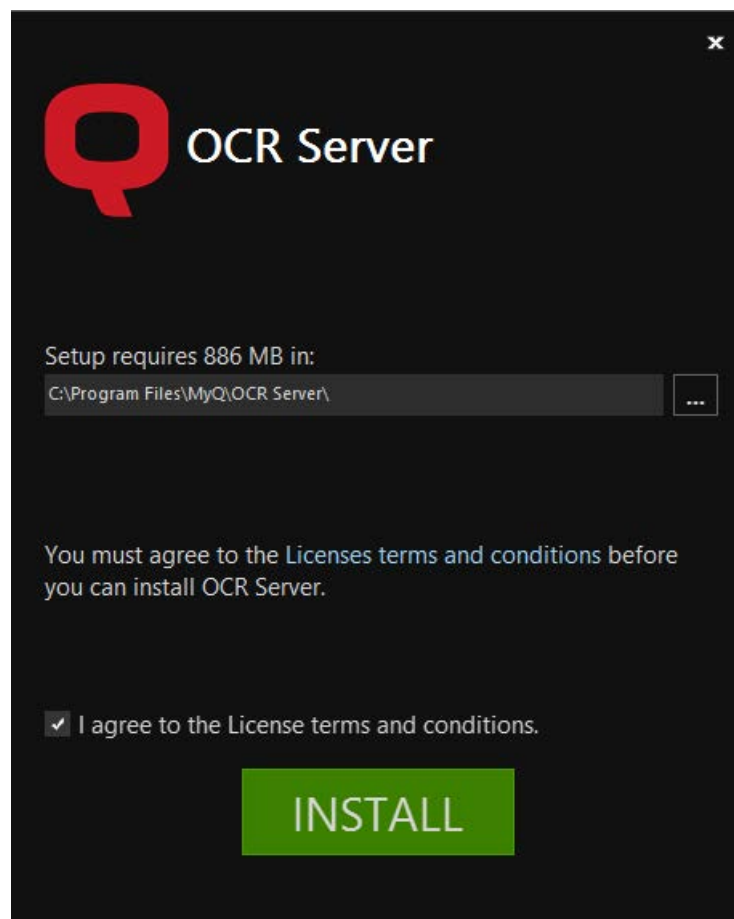 x
Q OCR Server
Setup requires 886 MB in:
C:\Program Files\MyQ\OCR Server\
...
You must agree to the Licenses terms and conditions before
you can install OCR Server.
I agree to the License terms and conditions.
INSTALL